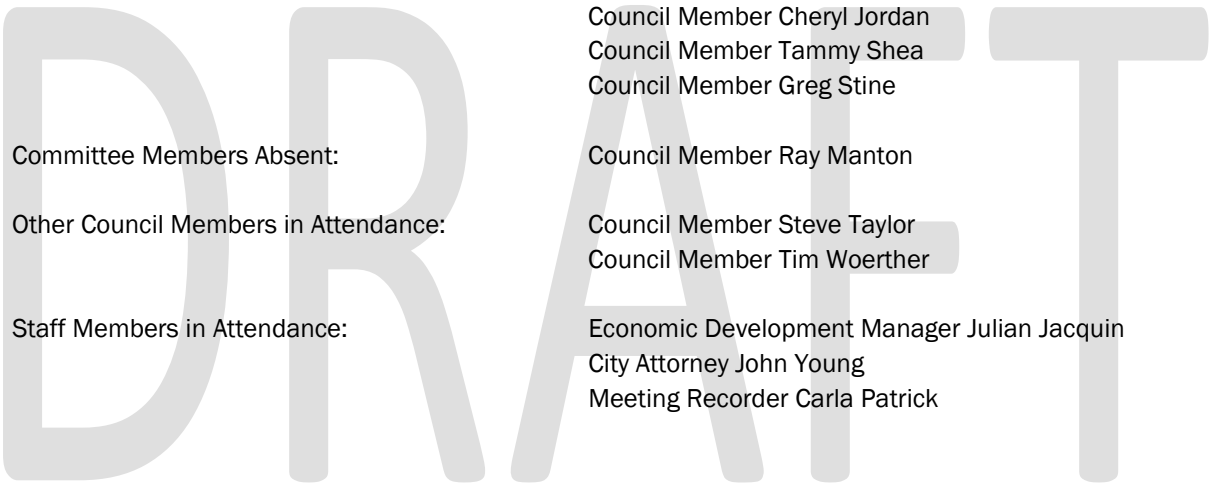 Council Member Cheryl Jordan
Council Member Tammy Shea
Council Member Greg Stine
Committee Members Absent: Council Member Ray Manton
Other Council Members in Attendance: Council Member Steve Taylor
Council Member Tim Woerther
Staff Members in Attendance: Economic Development Manager Julian Jacquin
City Attorney John Young
Meeting Recorder Carla Patrick
DRAFT